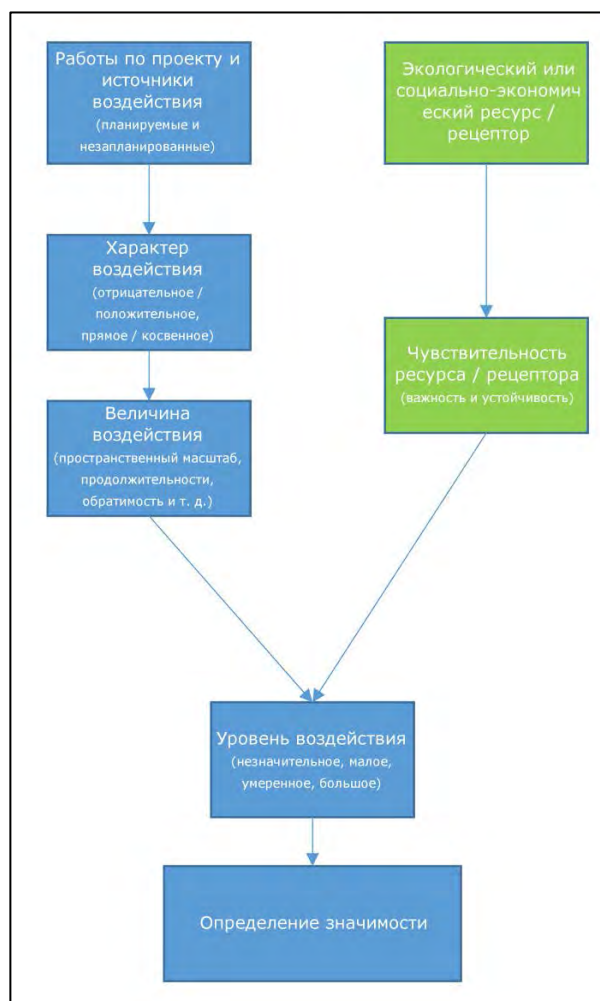 Работы по проекту и
источники
воздействия
(планируемые и
незапланированные)
Экологический или
социально-экономич
еский ресурс /
рецептор
Характер
воздействия
(отрицательное /
положительное,
прямое / косвенное)
Чувствительность
ресурса / рецептора
(важность и устойчивость)
Величина
воздействия
(пространственный масштаб,
продолжительности,
обратимость и т. д.)
Уровень воздействия
(незначительное, малое,
умеренное, большое)
Определение значимости